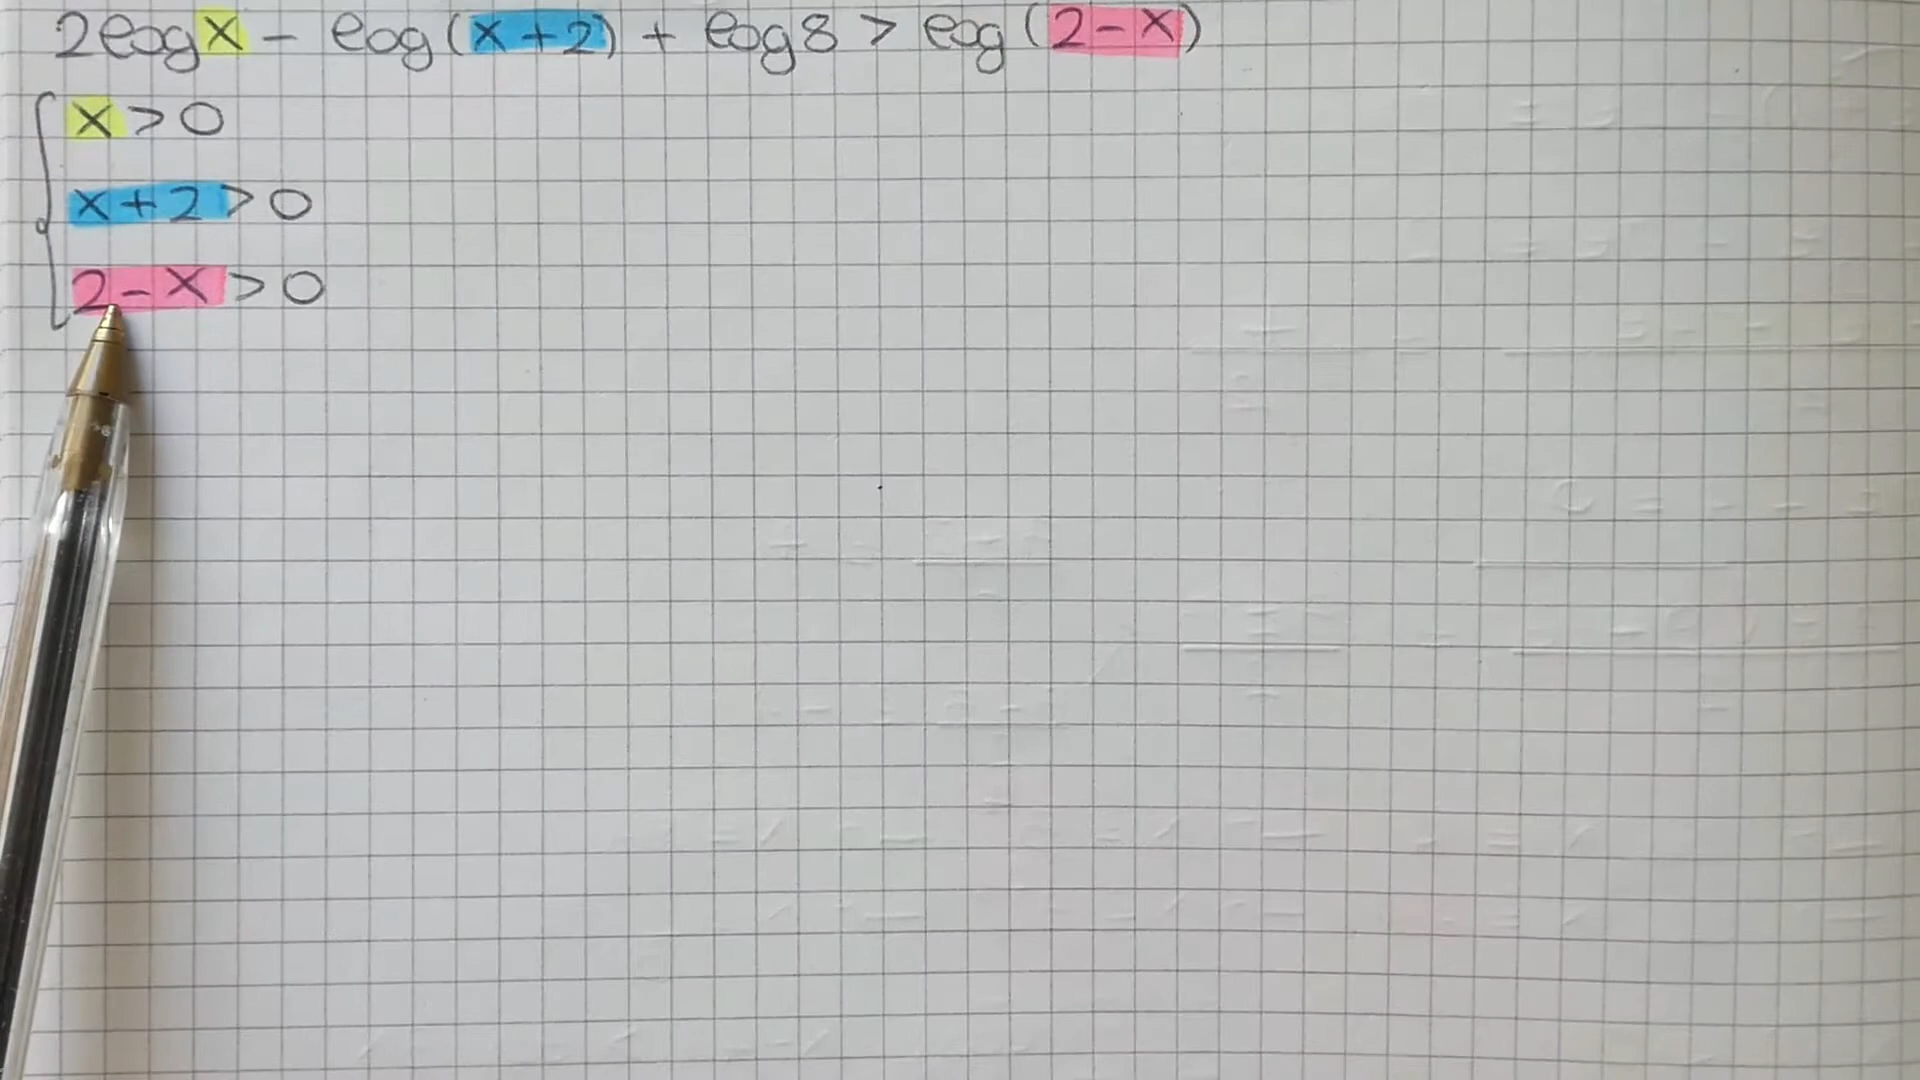 2log x - log (x + 2) + log 8 > log (2 - x)
x > 0
x + 2 > 0
2 - x > 0